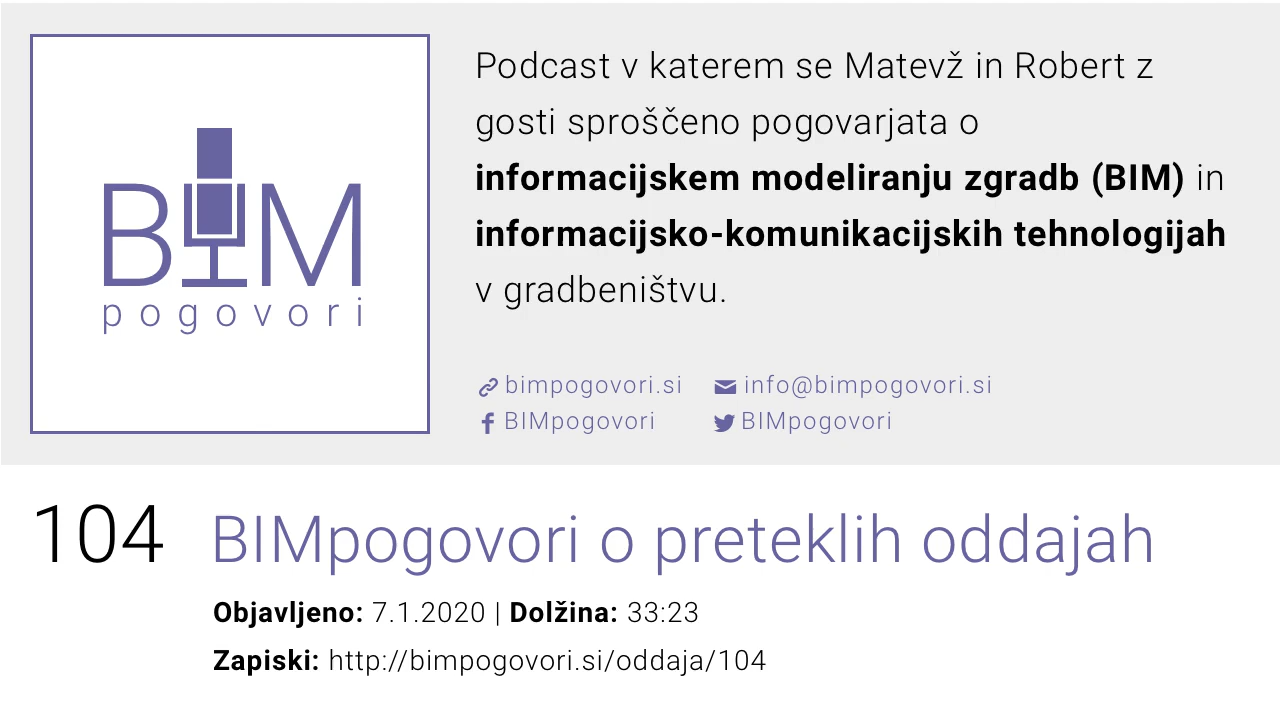 BIM
pogovori
Podcast v katerem se Matevž in Robert z
gosti sproščeno pogovarjata o
informacijskem modeliranju zgradb (BIM) in
informacijsko-komunikacijskih tehnologijah
v gradbeništvu.
bimpogovori.si info@bimpogovori.si
BIMpogovori BIMpogovori
104 BIMpogovori o preteklih oddajah
Objavljeno: 7.1.2020 | Dolžina: 33:23
Zapiski: http://bimpogovori.si/oddaja/104